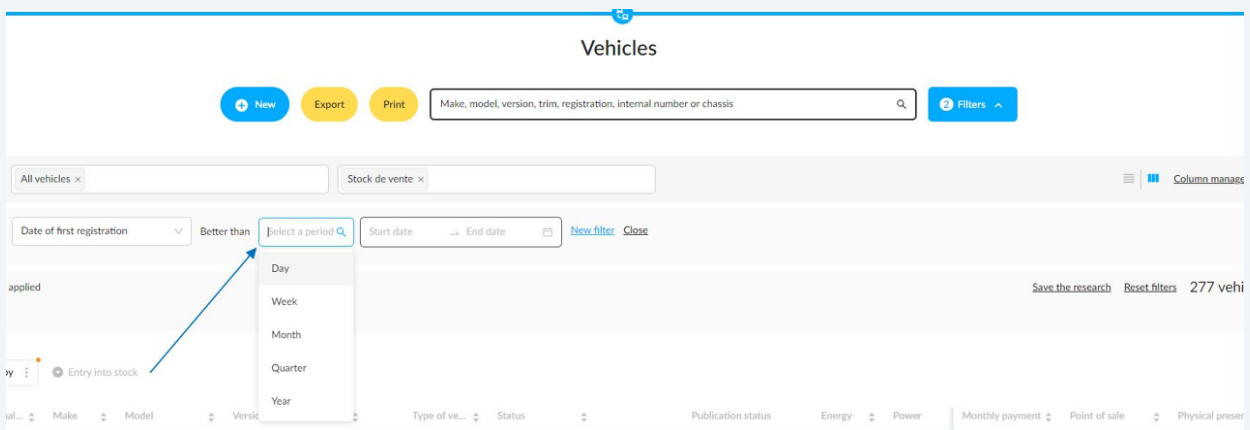 Vehicles
New Export Print Make, model, version, trim, registration, internal number or chassis 2 Filters
All vehicles × Stock de vente × Column manage
Date of first registration Better than Select a period Start date → End date New filter Close
Day
applied Save the research Reset filters 277 vehi
Week
Month
Quarter
Entry into stock
Year
Make Model Versio Type of ve... Status Publication status Energy Power Monthly payment Point of sale Physical presen